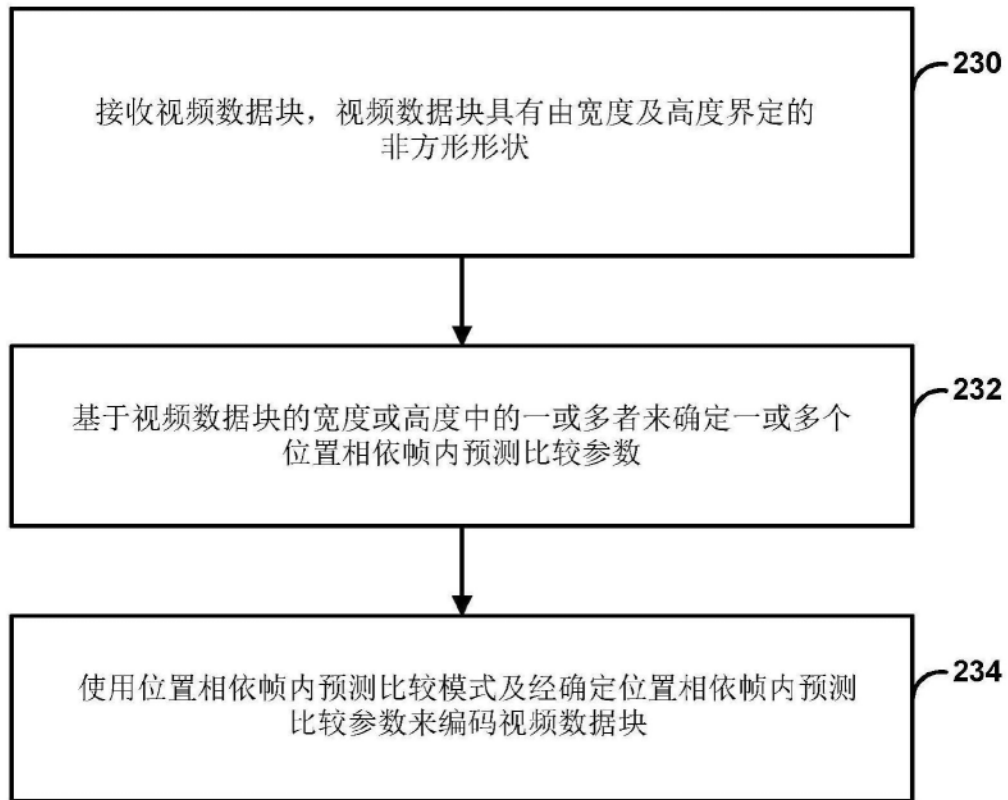 接收视频数据块，视频数据块具有由宽度及高度界定的
非方形形状
230
基于视频数据块的宽度或高度中的一或多者来确定一或多个
位置相依帧内预测比较参数
232
使用位置相依帧内预测比较模式及经确定位置相依帧内预测
比较参数来编码视频数据块
234